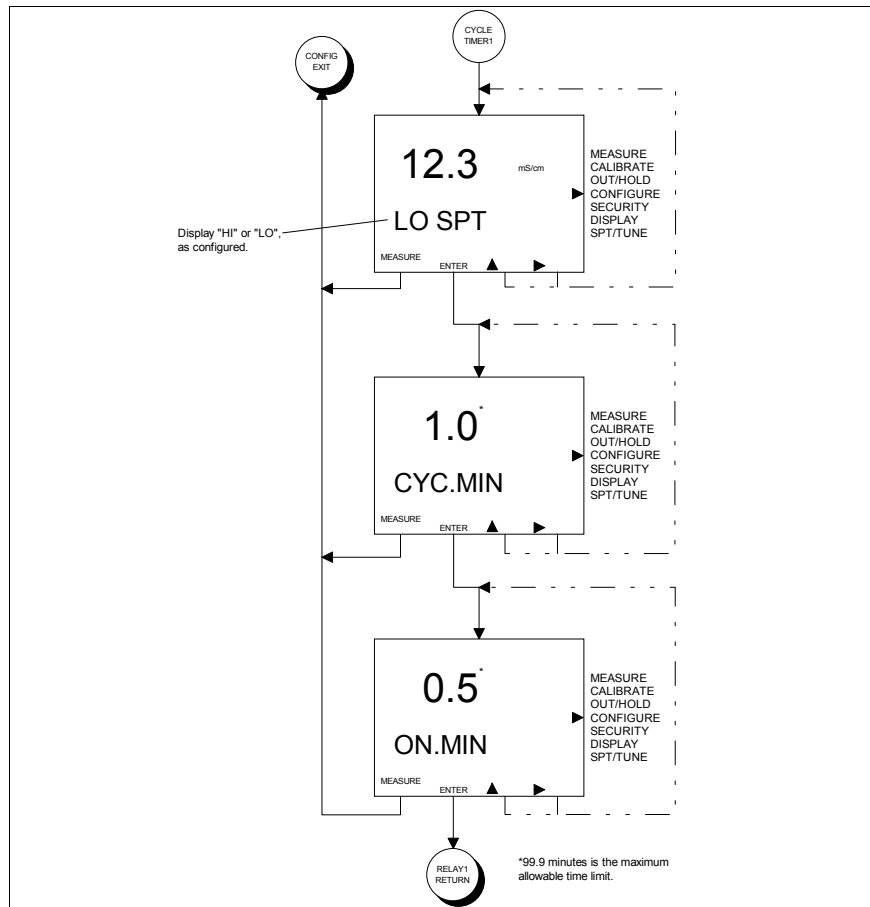 CYCLE
TIMER1
CONFIG
EXIT
12.3
mS/cm
LO SPT
MEASURE
ENTER
MEASURE
CALIBRATE
OUT/HOLD
CONFIGURE
SECURITY
DISPLAY
SPT/TUNE
Display "HI" or "LO",
as configured.
1.0*
CYC.MIN
MEASURE
ENTER
MEASURE
CALIBRATE
OUT/HOLD
CONFIGURE
SECURITY
DISPLAY
SPT/TUNE
0.5*
ON.MIN
MEASURE
ENTER
MEASURE
CALIBRATE
OUT/HOLD
CONFIGURE
SECURITY
DISPLAY
SPT/TUNE
RELAY1
RETURN
*99.9 minutes is the maximum
allowable time limit.